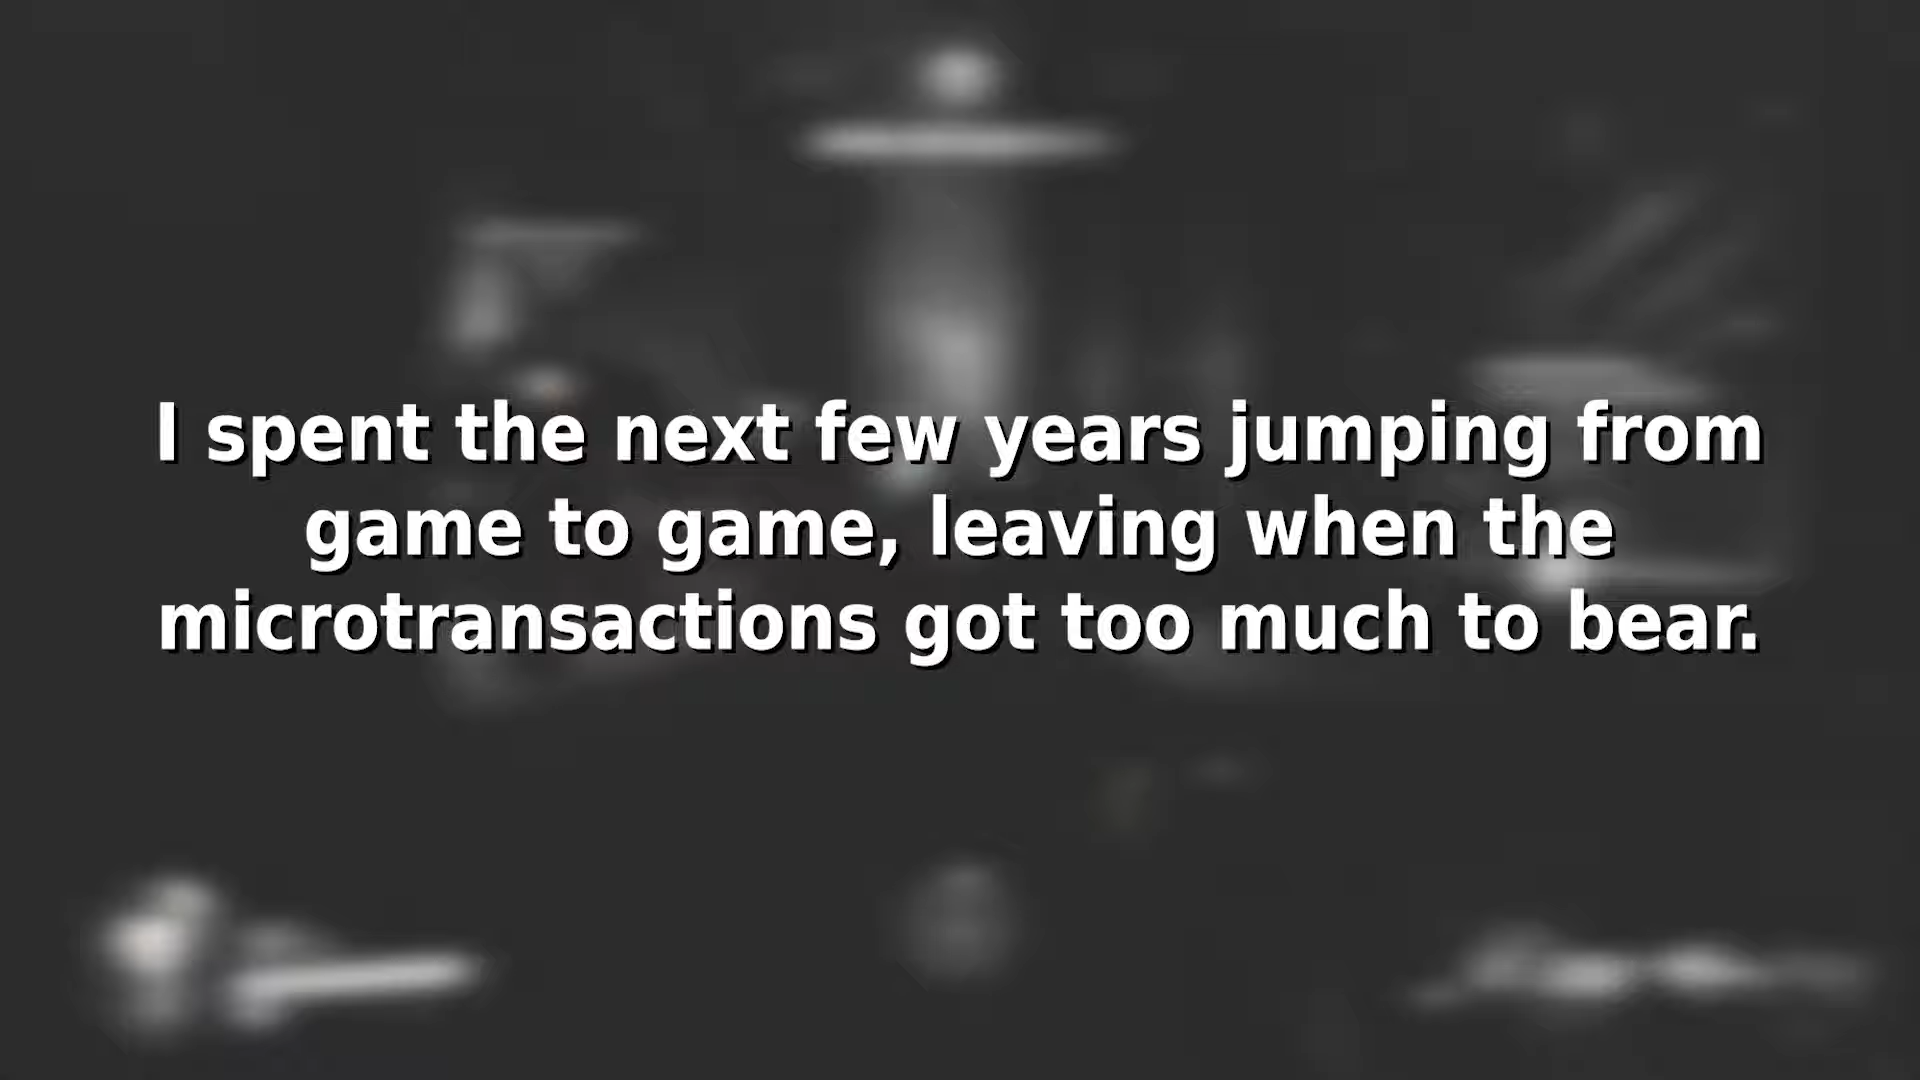 I spent the next few years jumping from
game to game, leaving when the
microtransactions got too much to bear.